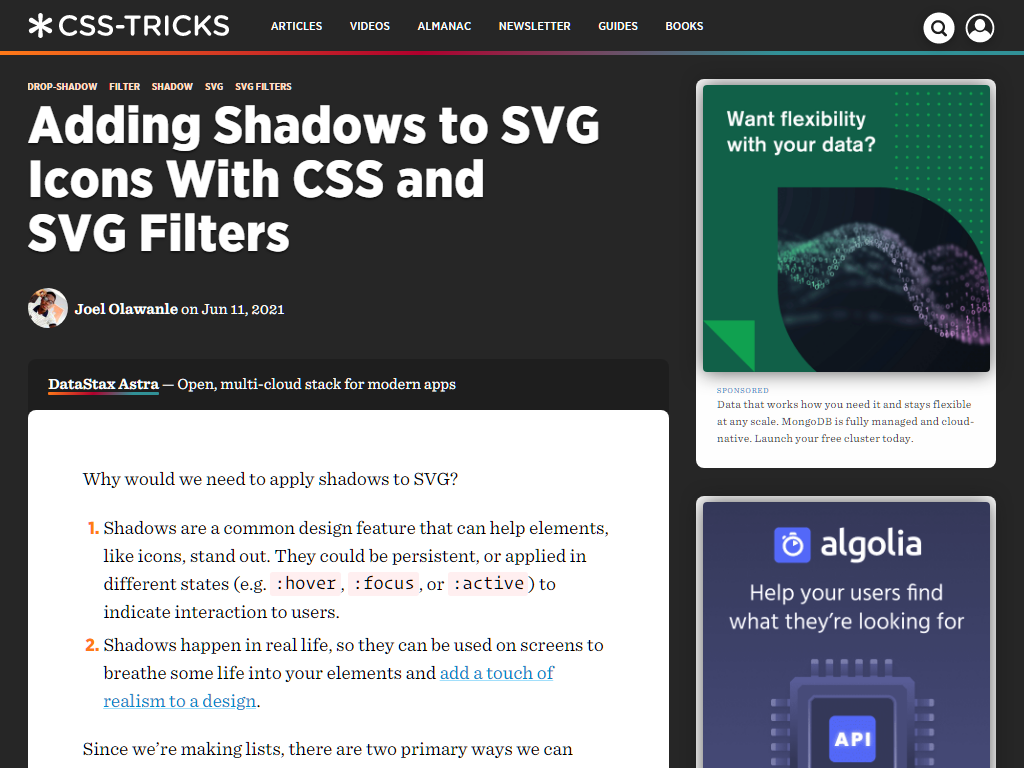 CSS-TRICKS
ARTICLES VIDEOS ALMANAC NEWSLETTER GUIDES BOOKS
DROP-SHADOW FILTER SHADOW SVG SVG FILTERS
Adding Shadows to SVG
Icons With CSS and
SVG Filters
Joel Olawanle on Jun 11, 2021
DataStax Astra — Open, multi-cloud stack for modern apps
Why would we need to apply shadows to SVG?
1. Shadows are a common design feature that can help elements,
like icons, stand out. They could be persistent, or applied in
different states (e.g. :hover, :focus, or :active) to
indicate interaction to users.
2. Shadows happen in real life, so they can be used on screens to
breathe some life into your elements and add a touch of
realism to a design.
Since we’re making lists, there are two primary ways we can
Want flexibility
with your data?
SPONSORED
Data that works how you need it and stays flexible
at any scale. MongoDB is fully managed and cloud-
native. Launch your free cluster today.
algolia
Help your users find
what they’re looking for
API